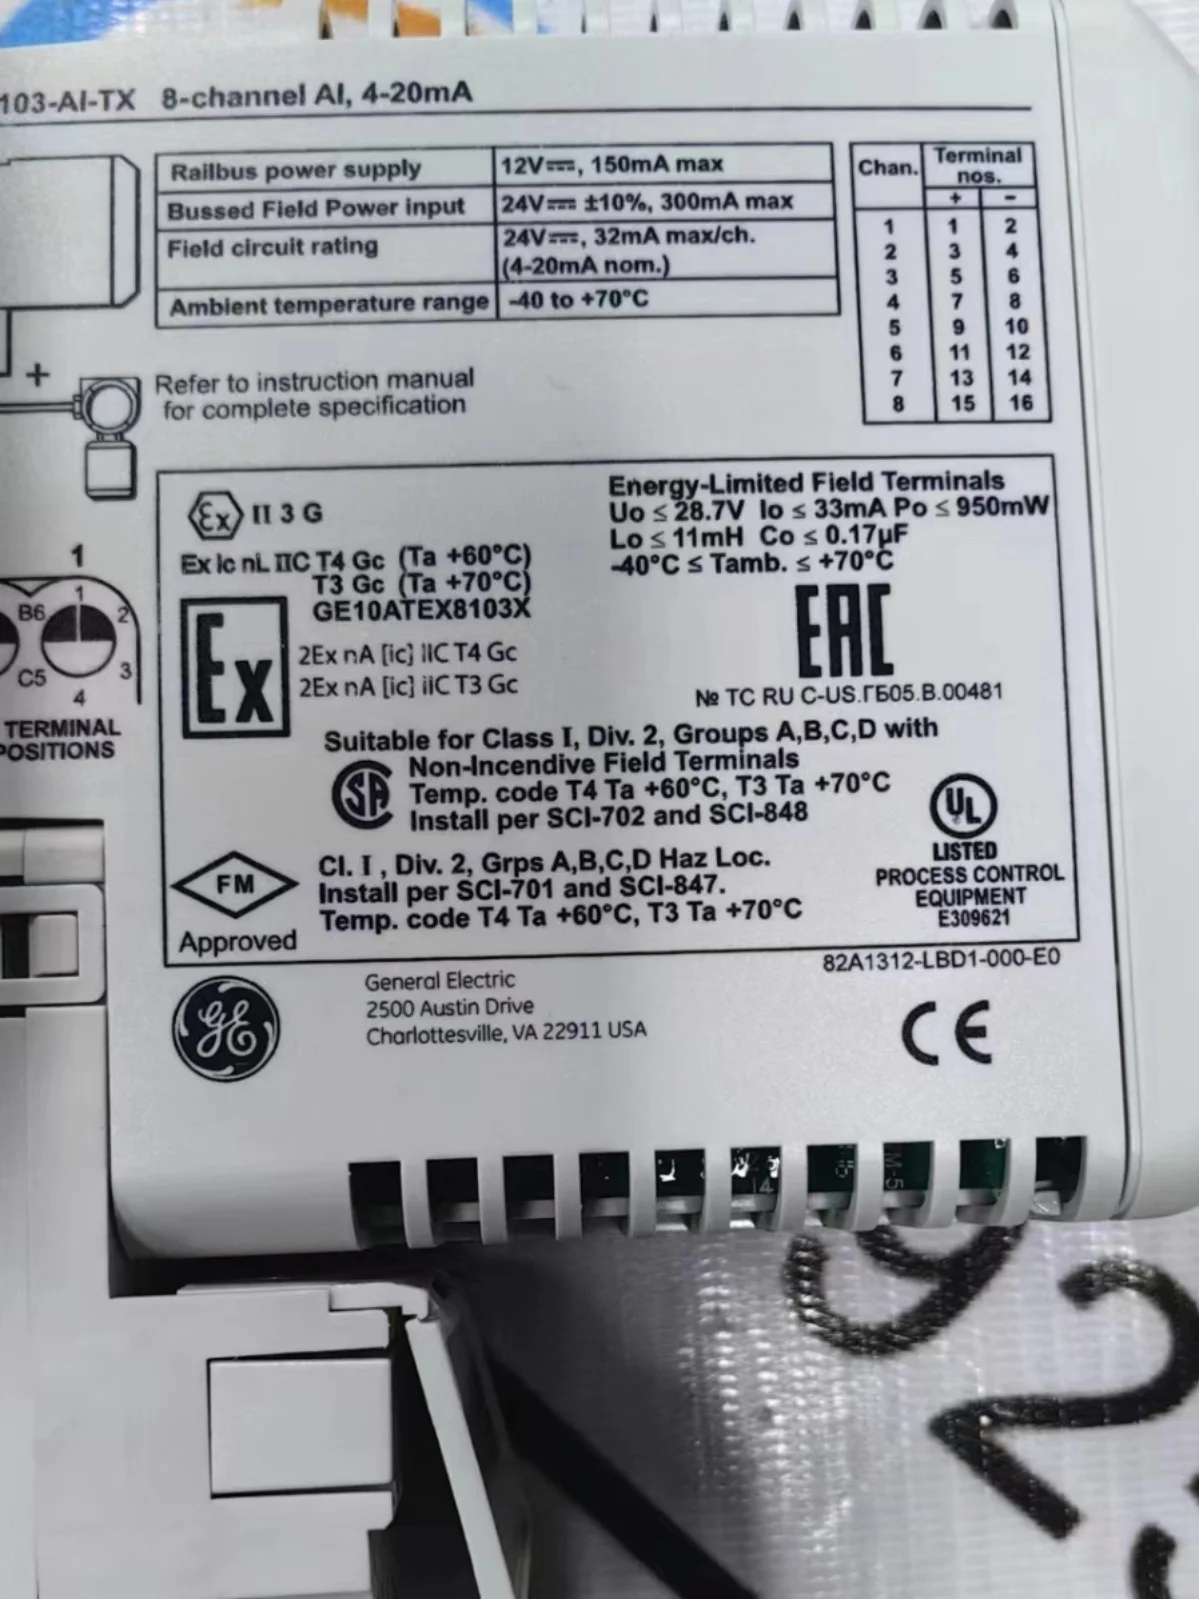 103-AI-TX 8-channel AI, 4-20mA
Railbus power supply 12V⎓, 150mA max
Bussed Field Power input 24V⎓ ±10%, 300mA max
Field circuit rating 24V⎓, 32mA max/ch.
(4-20mA nom.)
Ambient temperature range -40 to +70°C
Chan. Terminal nos.
+ −
1 1 2
2 3 4
3 5 6
4 7 8
5 9 10
6 11 12
7 13 14
8 15 16
+
Refer to instruction manual
for complete specification
1
B6 1 2
C5 3
4
TERMINAL
POSITIONS
Ex II 3 G
Ex ic nL IIC T4 Gc (Ta +60°C)
T3 Gc (Ta +70°C)
GE10ATEX8103X
Energy-Limited Field Terminals
Uo ≤ 28.7V Io ≤ 33mA Po ≤ 950mW
Lo ≤ 11mH Co ≤ 0.17µF
-40°C ≤ Tamb. ≤ +70°C
Ex
2Ex nA [ic] IIC T4 Gc
2Ex nA [ic] IIC T3 Gc
EAC
№ TC RU C-US.ГБ05.B.00481
Suitable for Class I, Div. 2, Groups A,B,C,D with
Non-Incendive Field Terminals
SA
Temp. code T4 Ta +60°C, T3 Ta +70°C
Install per SCI-702 and SCI-848
UL
LISTED
PROCESS CONTROL
EQUIPMENT
E309621
FM
Approved
Cl. I , Div. 2, Grps A,B,C,D Haz Loc.
Install per SCI-701 and SCI-847.
Temp. code T4 Ta +60°C, T3 Ta +70°C
82A1312-LBD1-000-E0
GE
General Electric
2500 Austin Drive
Charlottesville, VA 22911 USA
CE
M-5
2